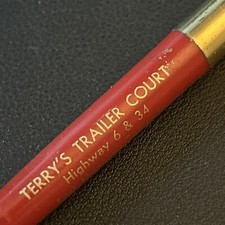 TERRY'S TRAILER COURT
Highway 6 & 34